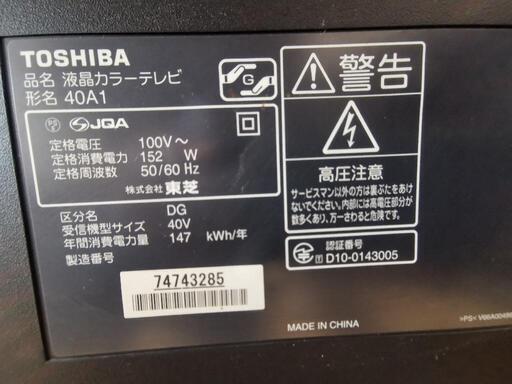 TOSHIBA
品名 液晶カラーテレビ
形名 40A1
G
PS E JQA
定格電圧 100V～
定格消費電力 152 W
定格周波数 50/60 Hz
株式会社 東芝
区分名 DG
受信機型サイズ 40V
年間消費電力量 147 kWh/年
製造番号
74743285
警告
高圧注意
サービスマン以外の方は裏ぶたをあけ
ないでください。内部には高電圧部分が
数多くあり、万一さわると危険です。
認証番号
T D10-0143005
MADE IN CHINA
>PS<